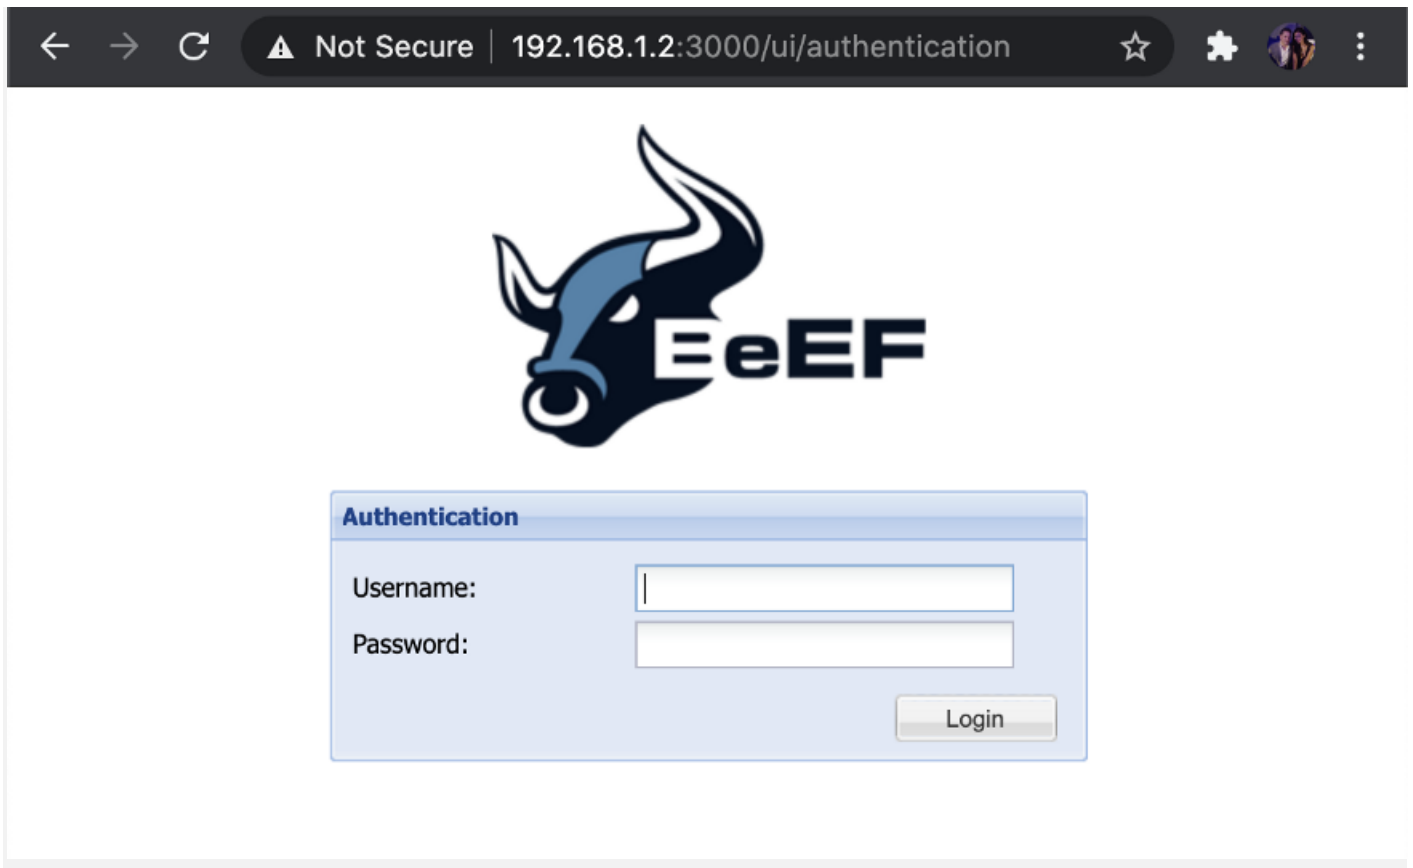 Not Secure | 192.168.1.2:3000/ui/authentication
BeEF
Authentication
Username:
Password:
Login